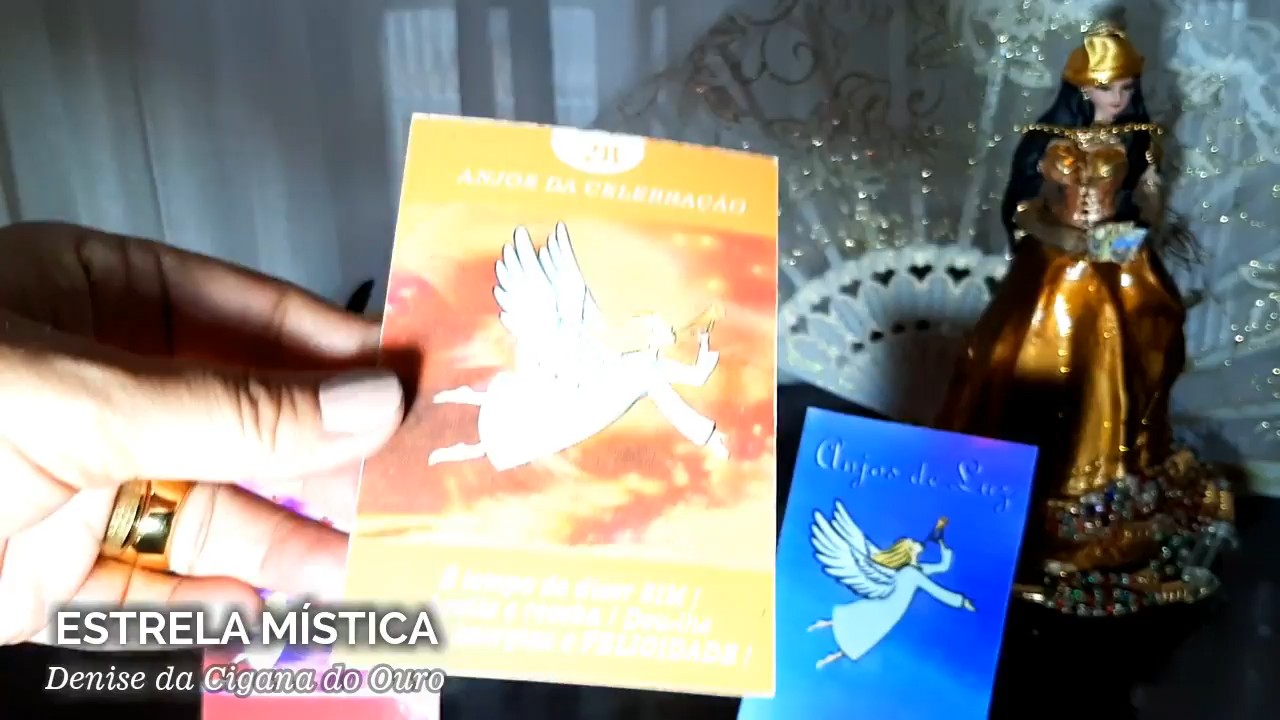 ANJOS DA CELEBRAÇÃO
É tempo de dizer SIM !
FELICIDADE !
Anjos de Luz
ESTRELA MÍSTICA
Denise da Cigana do Ouro